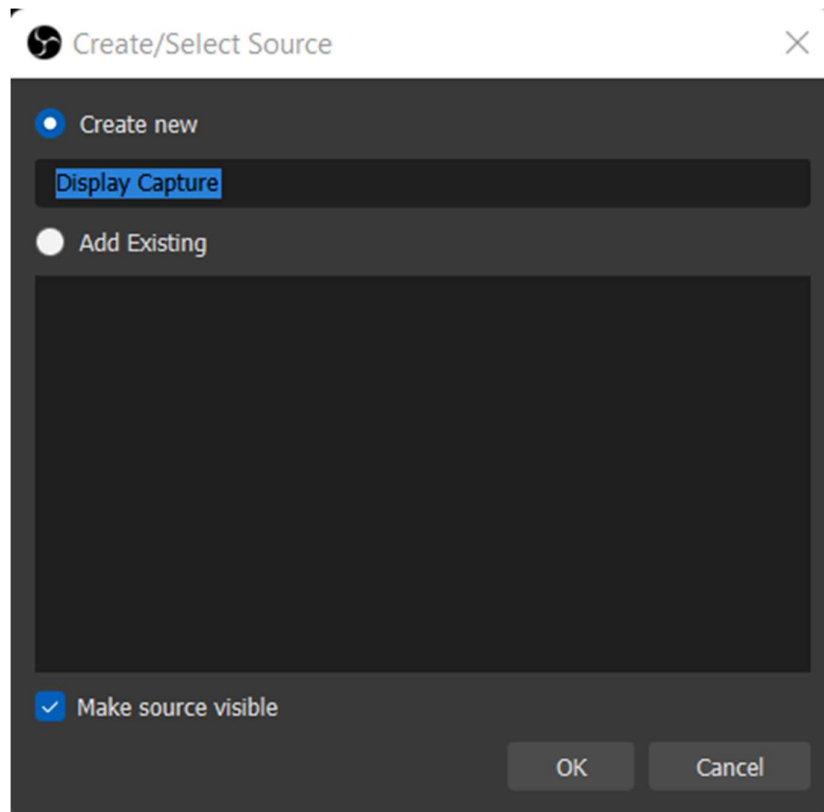 Create/Select Source
Create new
Display Capture
Add Existing
Make source visible
OK
Cancel